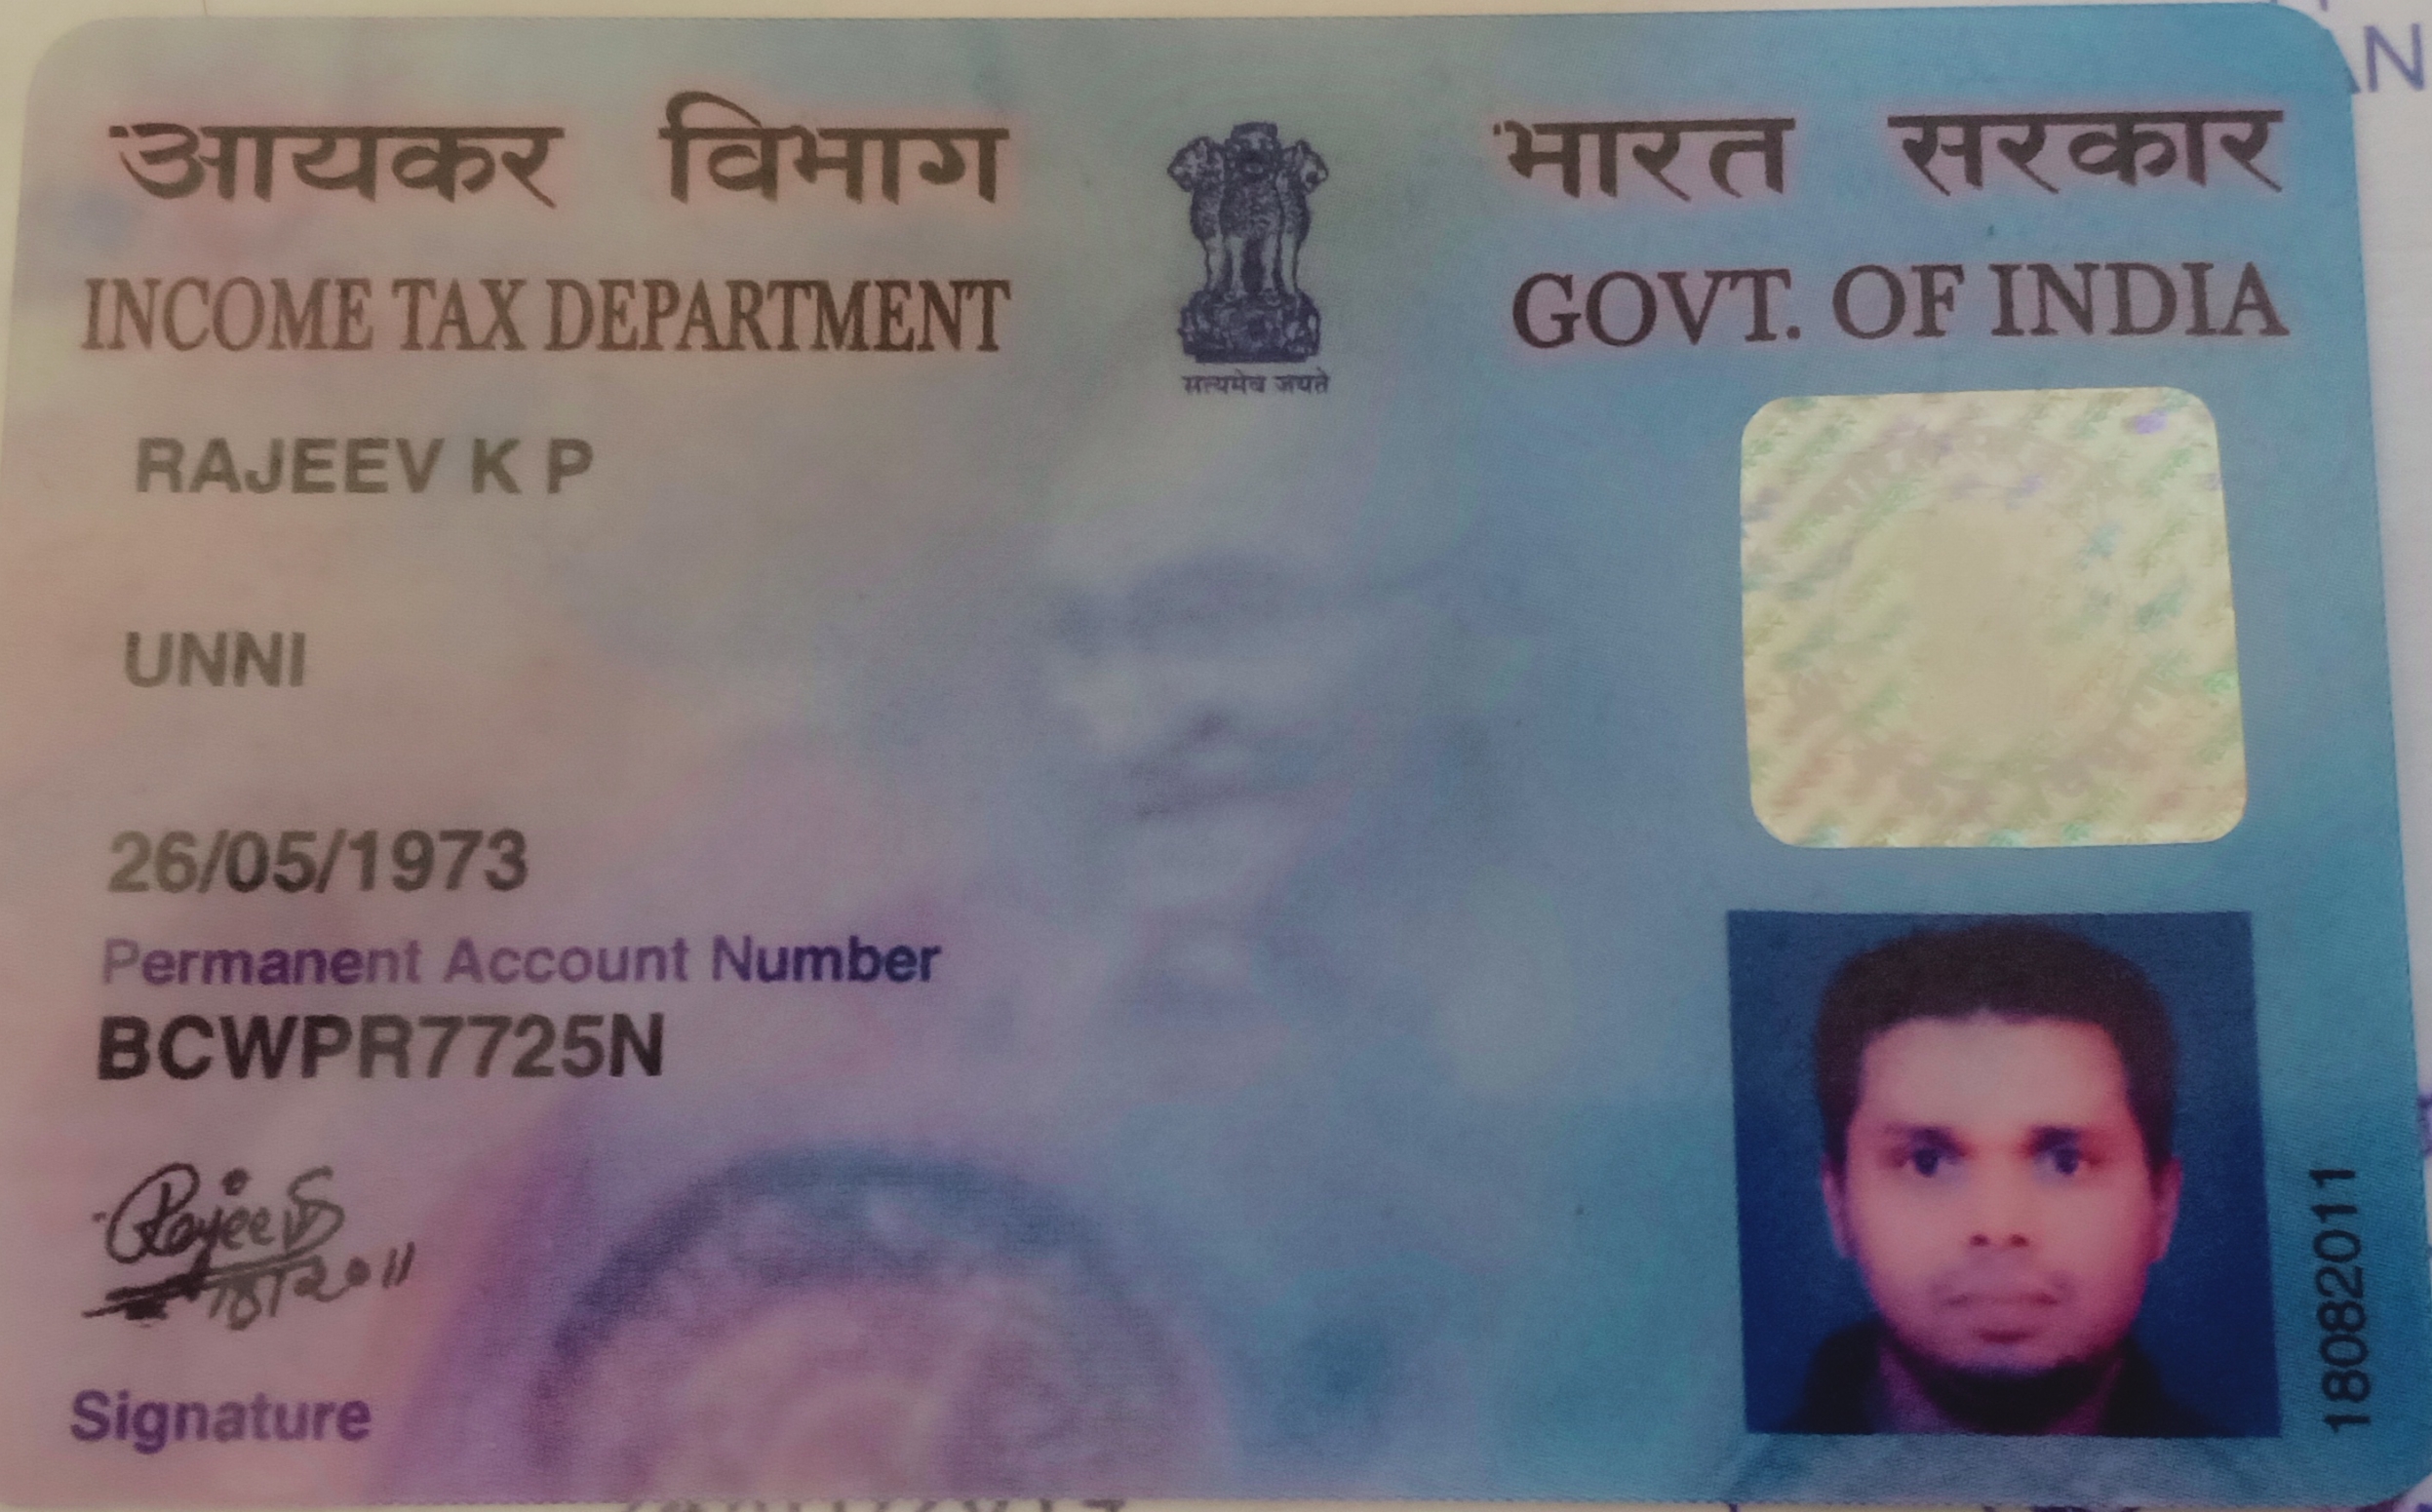 आयकर विभाग
INCOME TAX DEPARTMENT
सत्यमेव जयते
भारत सरकार
GOVT. OF INDIA
RAJEEV K P
UNNI
26/05/1973
Permanent Account Number
BCWPR7725N
Rajeev
Signature
18082011